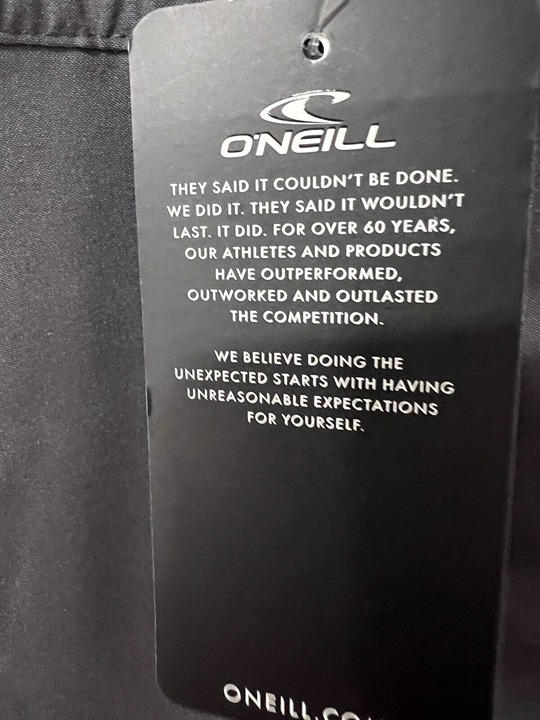 O'NEILL
THEY SAID IT COULDN'T BE DONE.
WE DID IT. THEY SAID IT WOULDN'T
LAST. IT DID. FOR OVER 60 YEARS,
OUR ATHLETES AND PRODUCTS
HAVE OUTPERFORMED,
OUTWORKED AND OUTLASTED
THE COMPETITION.
WE BELIEVE DOING THE
UNEXPECTED STARTS WITH HAVING
UNREASONABLE EXPECTATIONS
FOR YOURSELF.
ONEILL.COM